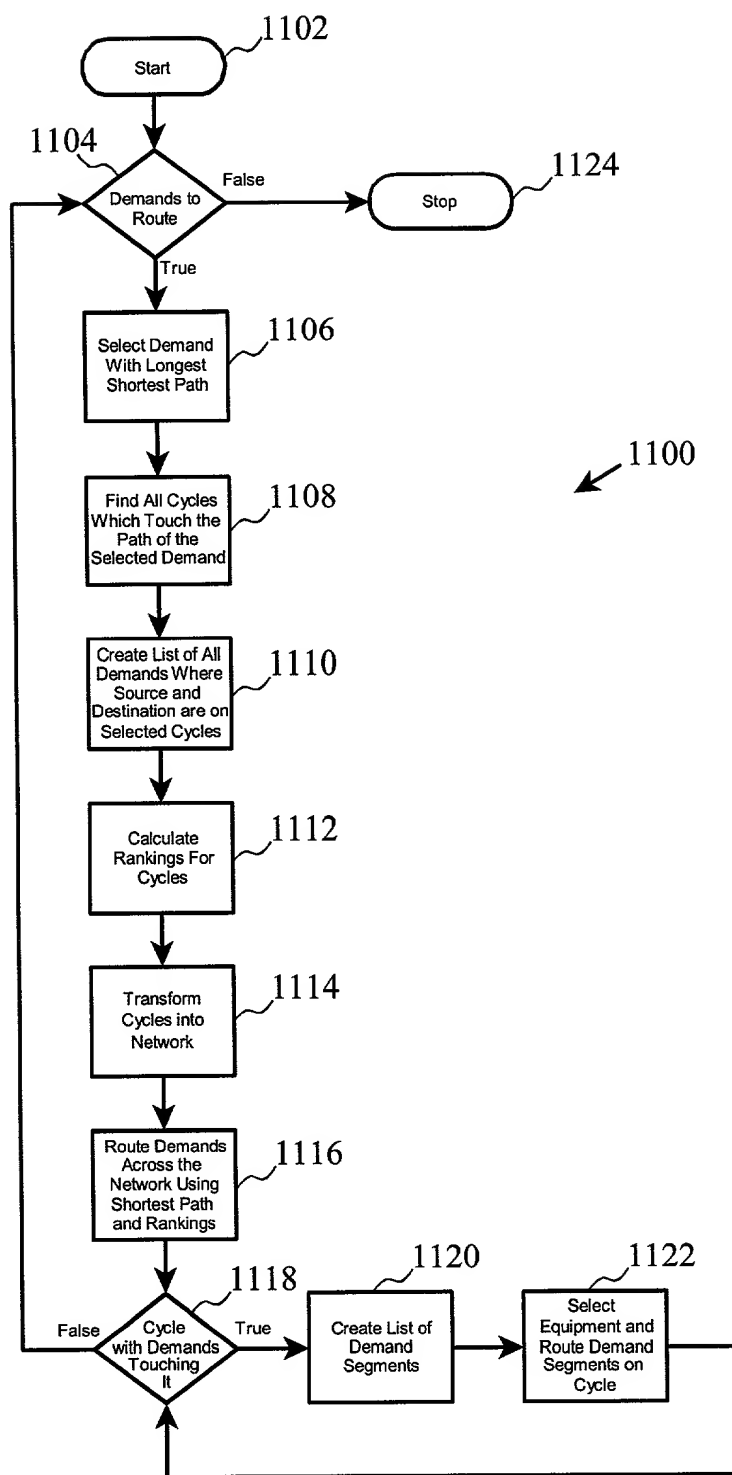 1102
Start
1104
Demands to
Route
False
Stop
1124
True
Select Demand
With Longest
Shortest Path
1106
1100
Find All Cycles
Which Touch the
Path of the
Selected Demand
1108
Create List of All
Demands Where
Source and
Destination are on
Selected Cycles
1110
Calculate
Rankings For
Cycles
1112
Transform
Cycles into
Network
1114
Route Demands
Across the
Network Using
Shortest Path
and Rankings
1116
1118
False
Cycle
with Demands
Touching
It
True
1120
Create List of
Demand
Segments
1122
Select
Equipment and
Route Demand
Segments on
Cycle